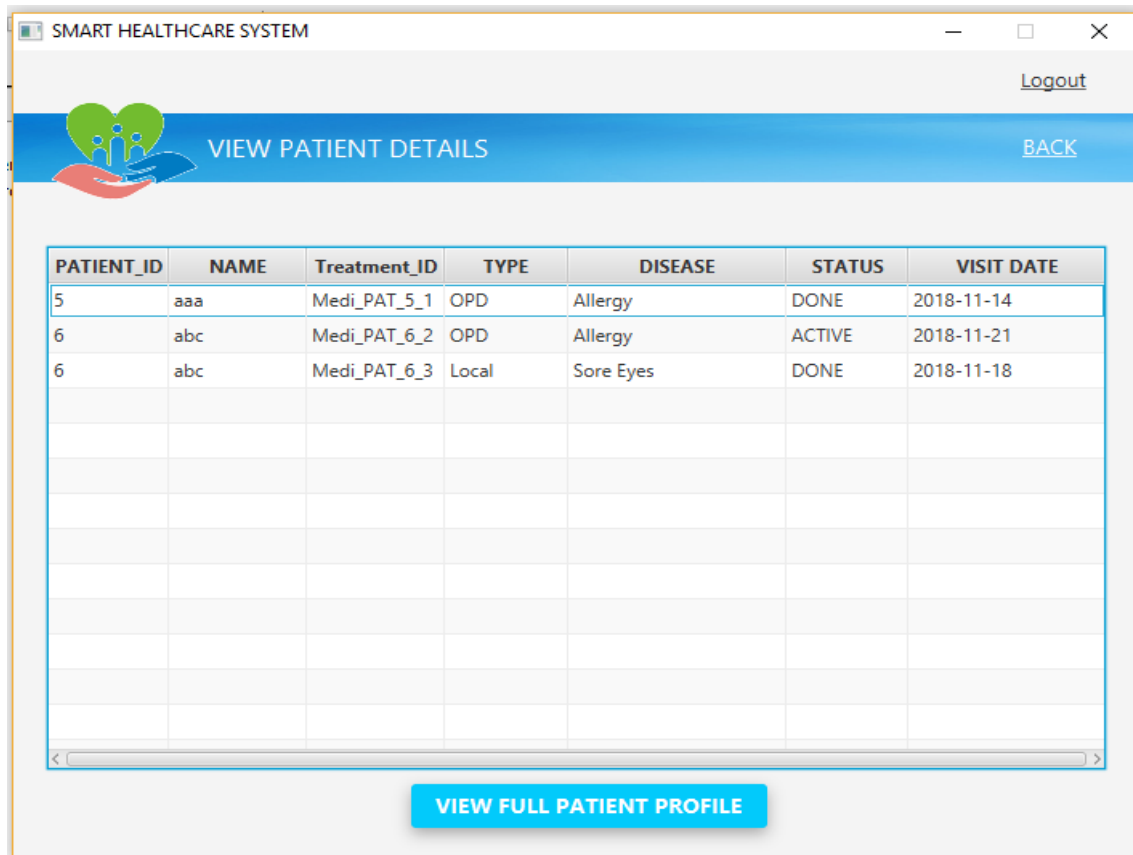 SMART HEALTHCARE SYSTEM
Logout
VIEW PATIENT DETAILS BACK
PATIENT_ID NAME Treatment_ID TYPE DISEASE STATUS VISIT DATE
5 aaa Medi_PAT_5_1 OPD Allergy DONE 2018-11-14
6 abc Medi_PAT_6_2 OPD Allergy ACTIVE 2018-11-21
6 abc Medi_PAT_6_3 Local Sore Eyes DONE 2018-11-18
VIEW FULL PATIENT PROFILE